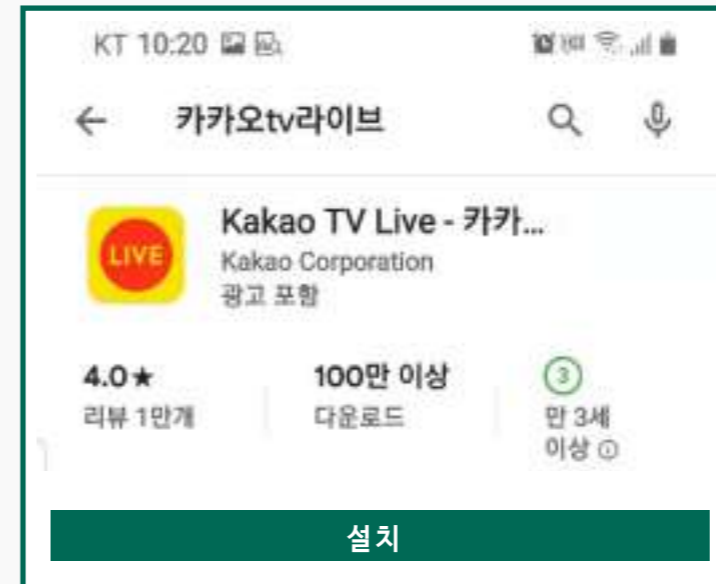 KT 10:20
카카오tv라이브
LIVE
Kakao TV Live - 카카...
Kakao Corporation
광고 포함
4.0★
리뷰 1만개
100만 이상
다운로드
3
만 3세
이상
설치